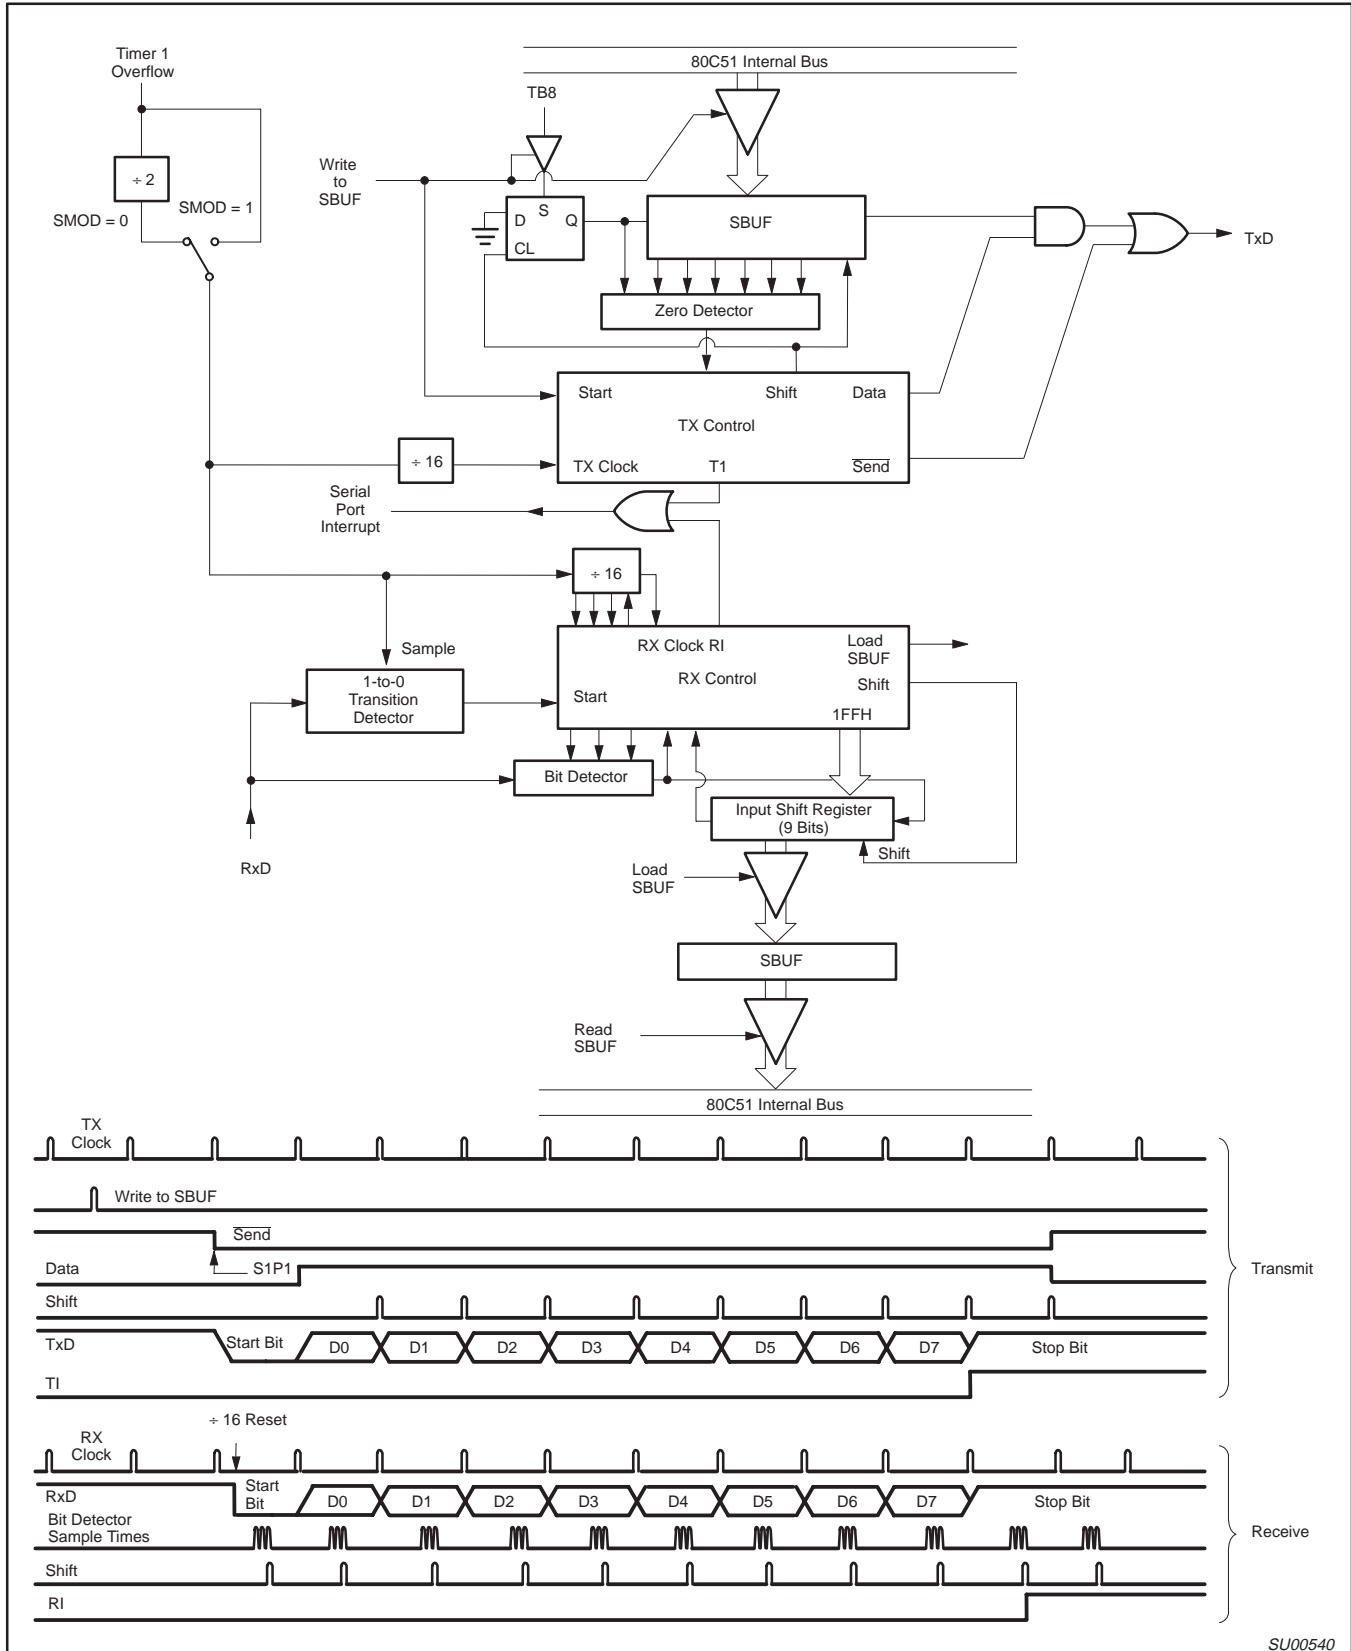 Timer 1
Overflow
80C51 Internal Bus
TB8
Write
to
SBUF
÷ 2
SMOD = 0
SMOD = 1
S
D
Q
CL
SBUF
TxD
Zero Detector
Start
Shift
Data
TX Control
÷ 16
TX Clock
T1
Send
Serial
Port
Interrupt
÷ 16
Sample
RX Clock RI
Load
SBUF
RX Control
1-to-0
Transition
Detector
Start
Shift
1FFH
Bit Detector
Input Shift Register
(9 Bits)
RxD
Shift
Load
SBUF
SBUF
Read
SBUF
80C51 Internal Bus
TX
Clock
Write to SBUF
Send
Data
S1P1
Transmit
Shift
TxD
Start Bit
D0
D1
D2
D3
D4
D5
D6
D7
Stop Bit
TI
÷ 16 Reset
RX
Clock
RxD
Start
Bit
D0
D1
D2
D3
D4
D5
D6
D7
Stop Bit
Bit Detector
Sample Times
Receive
Shift
RI
SU00540